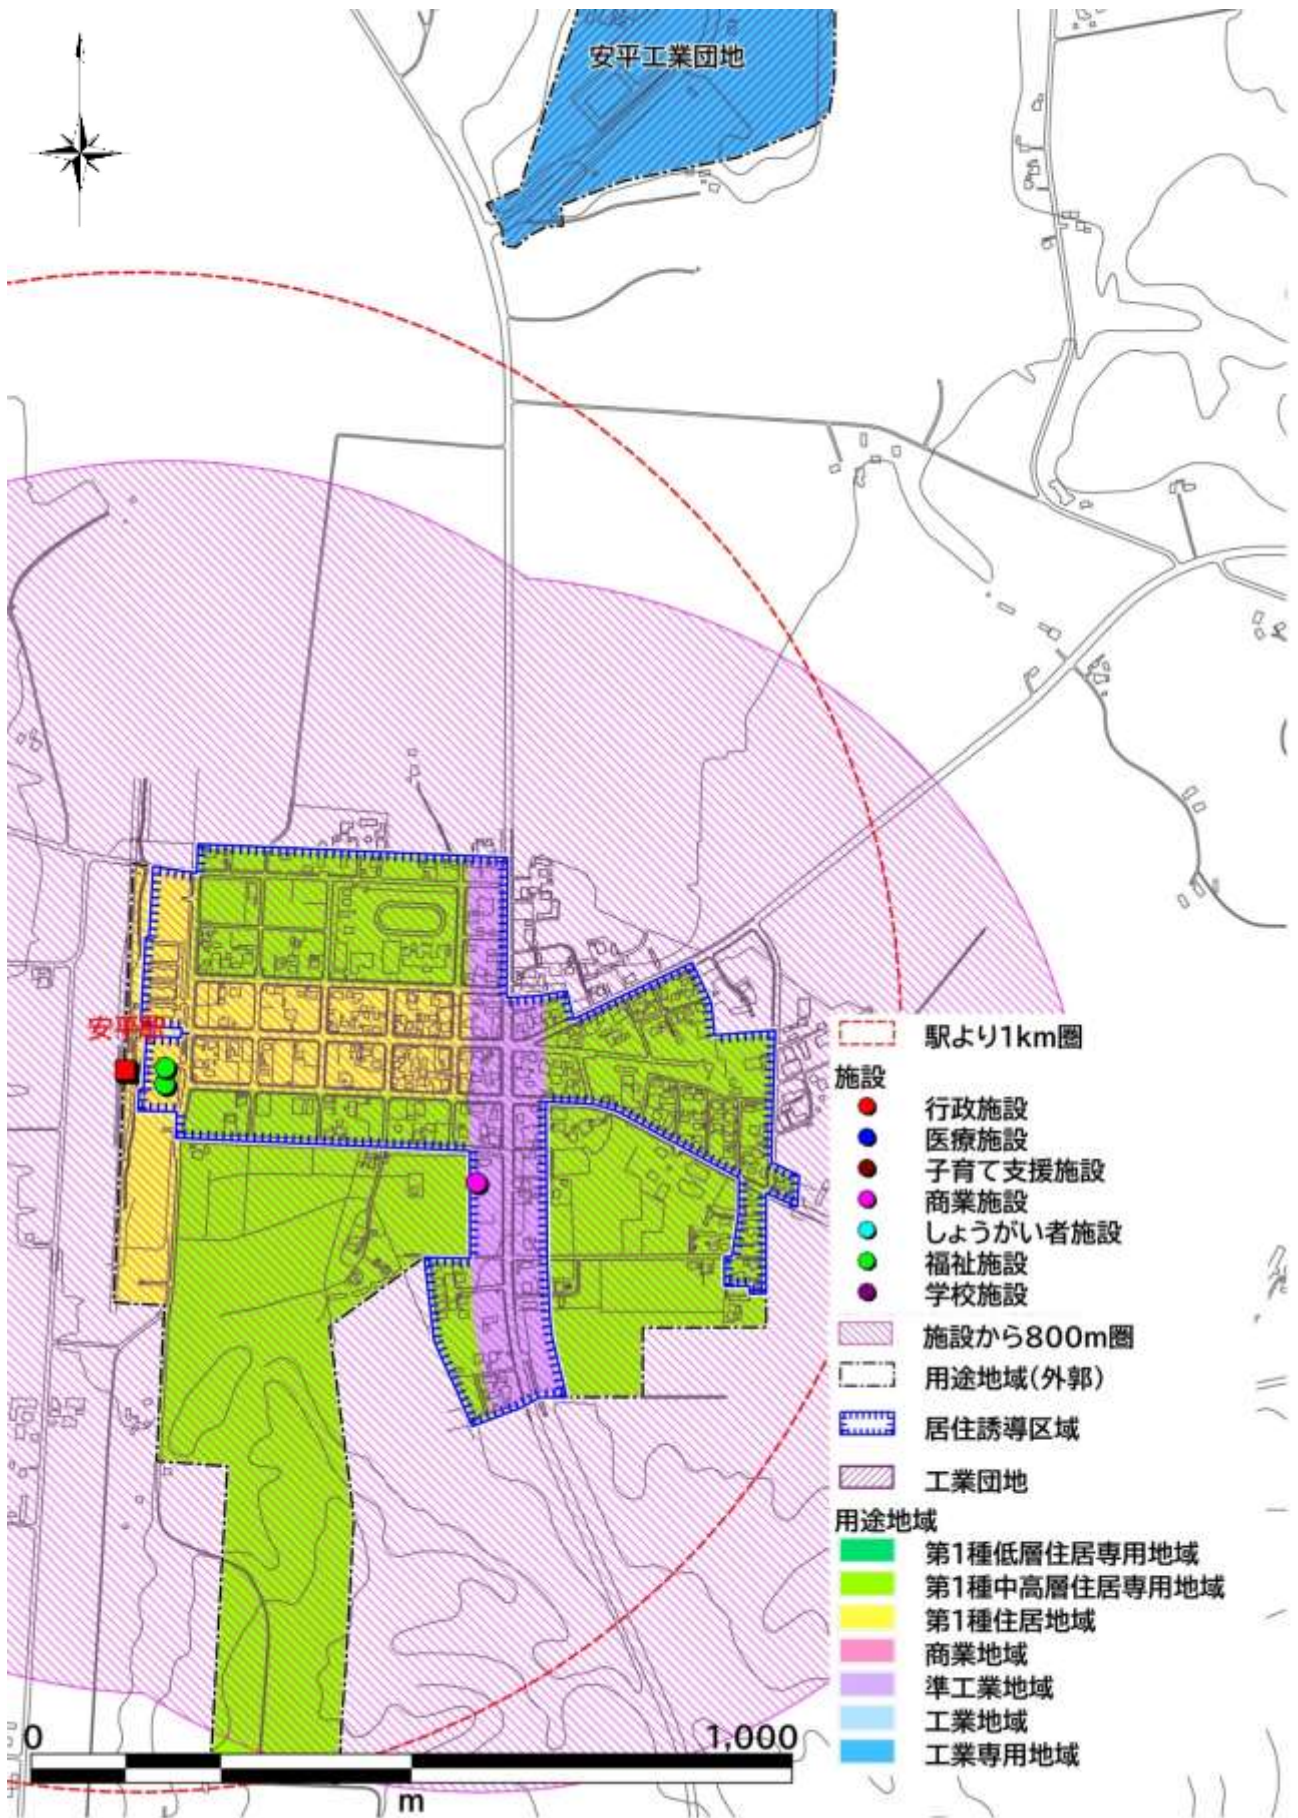 安平工業団地
安平駅
駅より1km圏
施設
行政施設
医療施設
子育て支援施設
商業施設
しょうがい者施設
福祉施設
学校施設
施設から800m圏
用途地域(外郭)
居住誘導区域
工業団地
用途地域
第1種低層住居専用地域
第1種中高層住居専用地域
第1種住居地域
商業地域
準工業地域
工業地域
工業専用地域
0
1,000
m